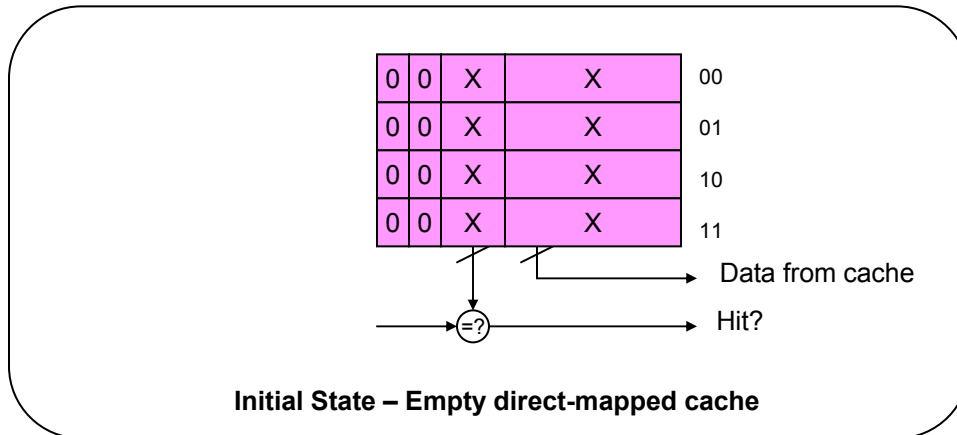 0 0 X X 00
0 0 X X 01
0 0 X X 10
0 0 X X 11
Data from cache
=? Hit?
Initial State – Empty direct-mapped cache